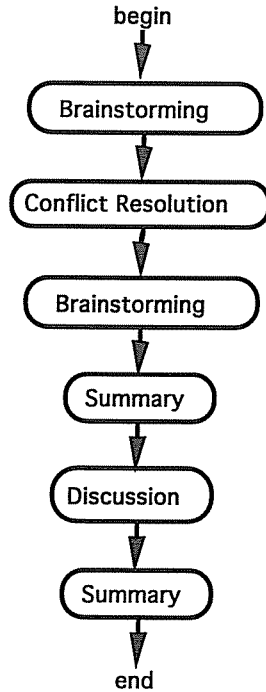 begin
Brainstorming
Conflict Resolution
Brainstorming
Summary
Discussion
Summary
end